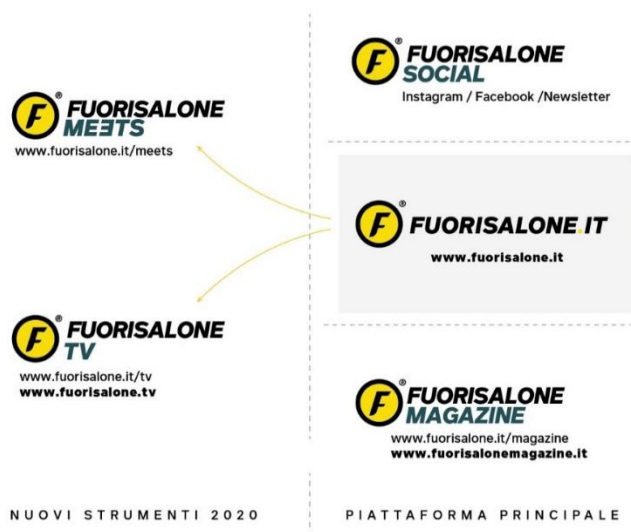 FUORISALONE
MEETS
www.fuorisalone.it/meets
FUORISALONE
TV
www.fuorisalone.it/tv
www.fuorisalone.tv
NUOVI STRUMENTI 2020
F®
FUORISALONE
SOCIAL
Instagram / Facebook /Newsletter
F®
FUORISALONE.IT
www.fuorisalone.it
F®
FUORISALONE
MAGAZINE
www.fuorisalone.it/magazine
www.fuorisalonemagazine.it
PIATTAFORMA PRINCIPALE